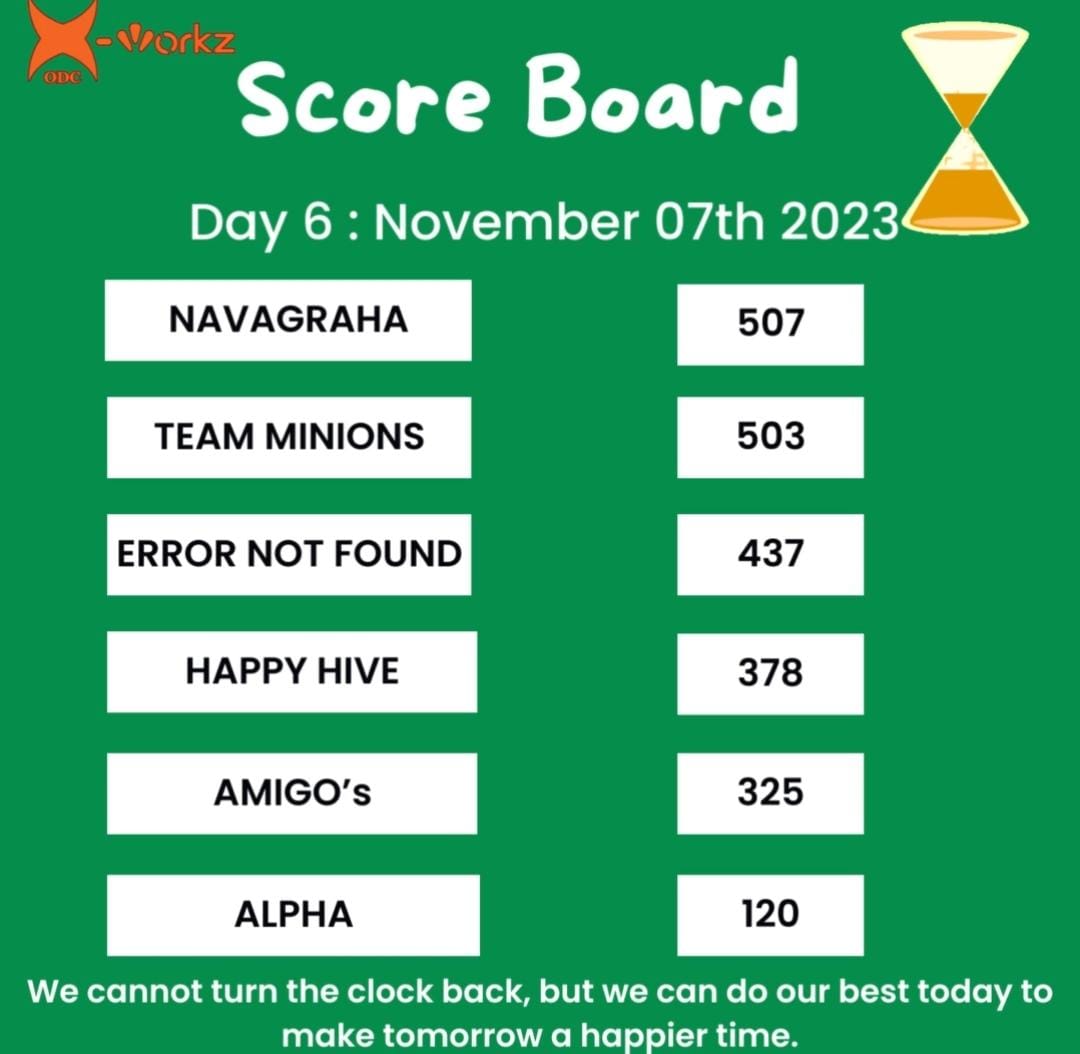 X-Workz
ODC
Score Board
Day 6 : November 07th 2023
NAVAGRAHA 507
TEAM MINIONS 503
ERROR NOT FOUND 437
HAPPY HIVE 378
AMIGO’s 325
ALPHA 120
We cannot turn the clock back, but we can do our best today to
make tomorrow a happier time.